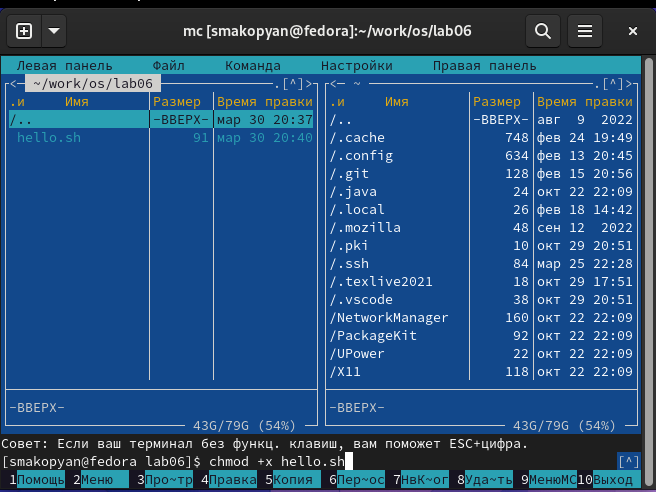 mc [smakopyan@fedora]:~/work/os/lab06
Левая панель Файл Команда Настройки Правая панель
<─ ~/work/os/lab06 .[^]>
.и Имя Размер Время правки
/.. -ВВЕРХ- мар 30 20:37
hello.sh 91 мар 30 20:40
-ВВЕРХ-
43G/79G (54%)
<─ ~ .[^]>
.и Имя Размер Время правки
/.. -ВВЕРХ- авг 9 2022
/.cache 748 фев 24 19:49
/.config 634 фев 13 20:45
/.git 128 фев 15 20:56
/.java 24 окт 22 22:09
/.local 26 фев 18 14:42
/.mozilla 48 сен 12 2022
/.pki 10 окт 29 20:51
/.ssh 84 мар 25 22:28
/.texlive2021 18 окт 29 17:51
/.vscode 38 окт 29 20:51
/NetworkManager 160 окт 22 22:09
/PackageKit 92 окт 22 22:09
/UPower 22 окт 22 22:09
/X11 118 окт 22 22:09
-ВВЕРХ-
43G/79G (54%)
Совет: Если ваш терминал без функц. клавиш, вам поможет ESC+цифра.
[smakopyan@fedora lab06]$ chmod +x hello.sh [^]
1Помощь 2Меню 3Про~тр 4Правка 5Копия 6Пер~ос 7НвК~ог 8Уда~ть 9МенюMC 10Выход